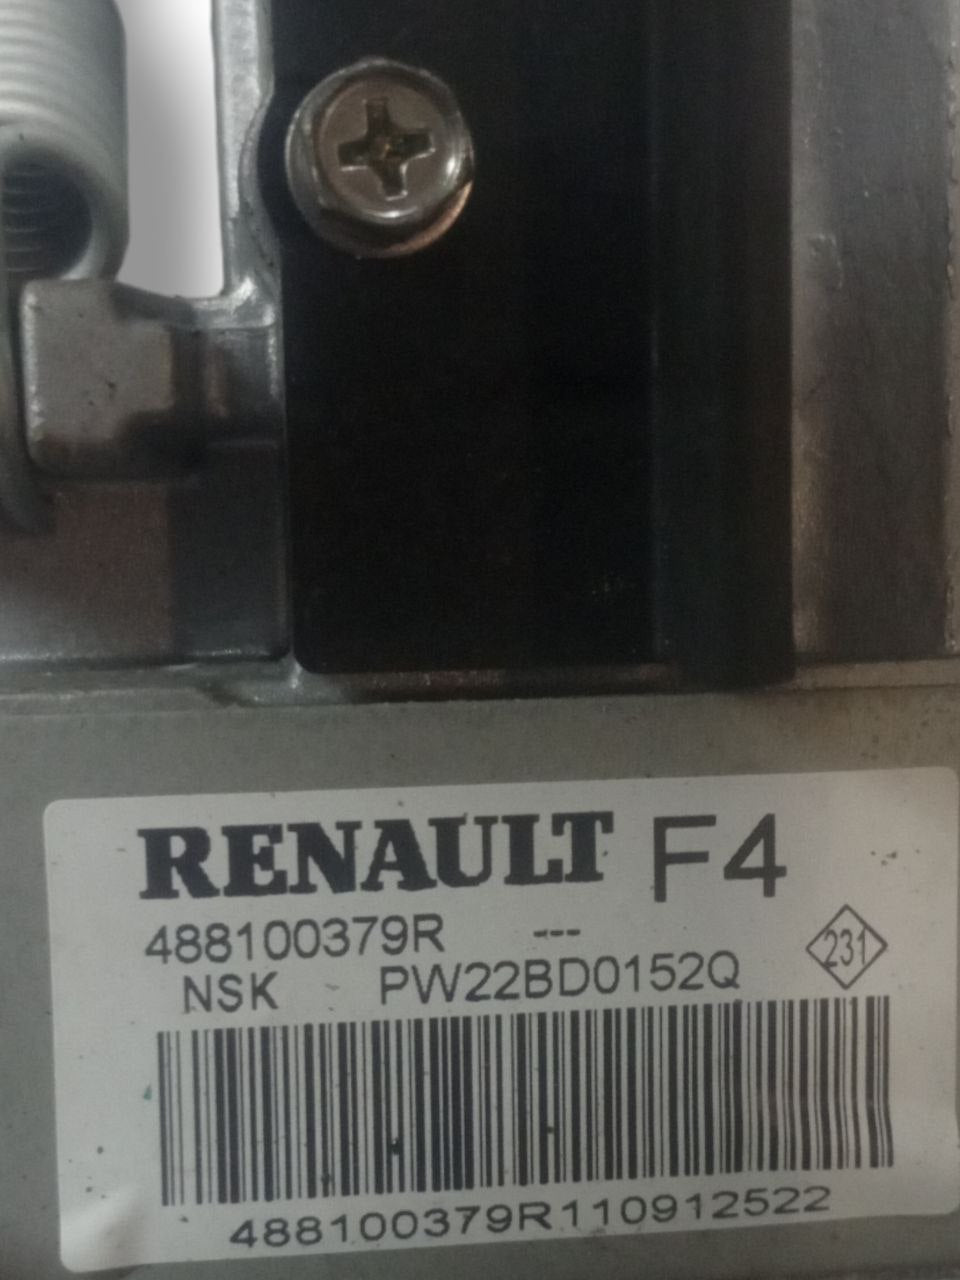 RENAULT F4
488100379R ---
231
NSK PW22BD0152Q
488100379R110912522